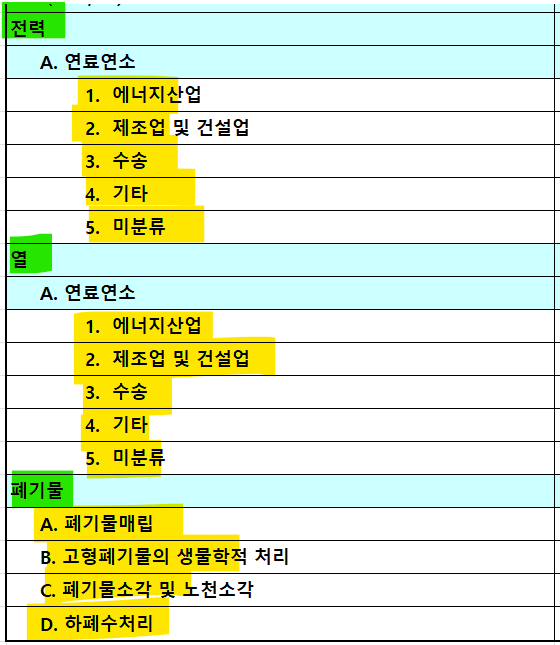 전력
A. 연료연소
1. 에너지산업
2. 제조업 및 건설업
3. 수송
4. 기타
5. 미분류
열
A. 연료연소
1. 에너지산업
2. 제조업 및 건설업
3. 수송
4. 기타
5. 미분류
폐기물
A. 폐기물매립
B. 고형폐기물의 생물학적 처리
C. 폐기물소각 및 노천소각
D. 하폐수처리